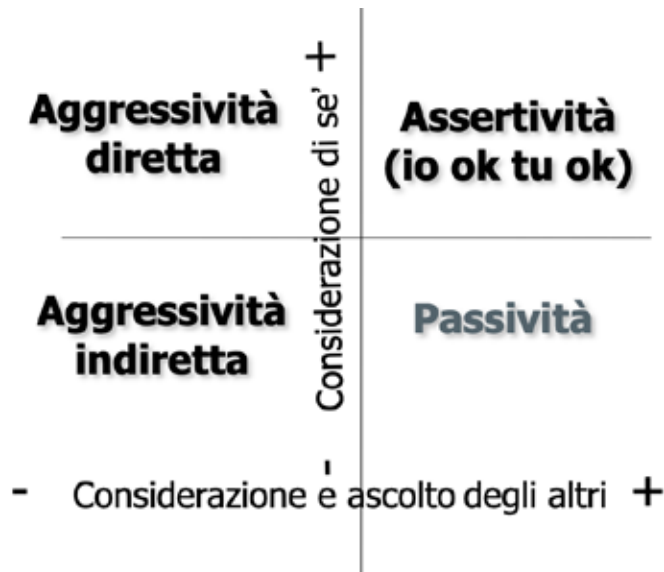 +
Aggressività
diretta
Considerazione di se'
Assertività
(io ok tu ok)
Aggressività
indiretta
Passività
-
- Considerazione e ascolto degli altri +